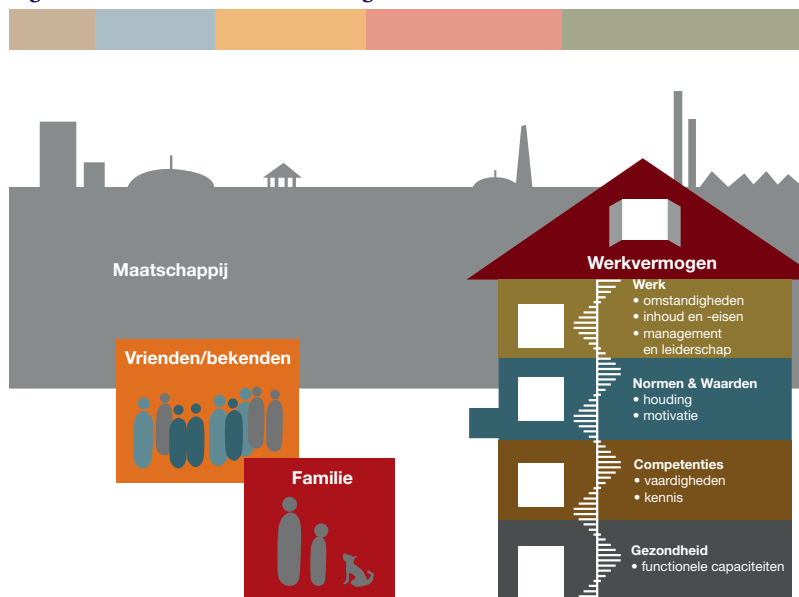 Maatschappij
Vrienden/bekenden
Familie
Werkvermogen
Werk
• omstandigheden
• inhoud en -eisen
• management
en leiderschap
Normen & Waarden
• houding
• motivatie
Competenties
• vaardigheden
• kennis
Gezondheid
• functionele capaciteiten